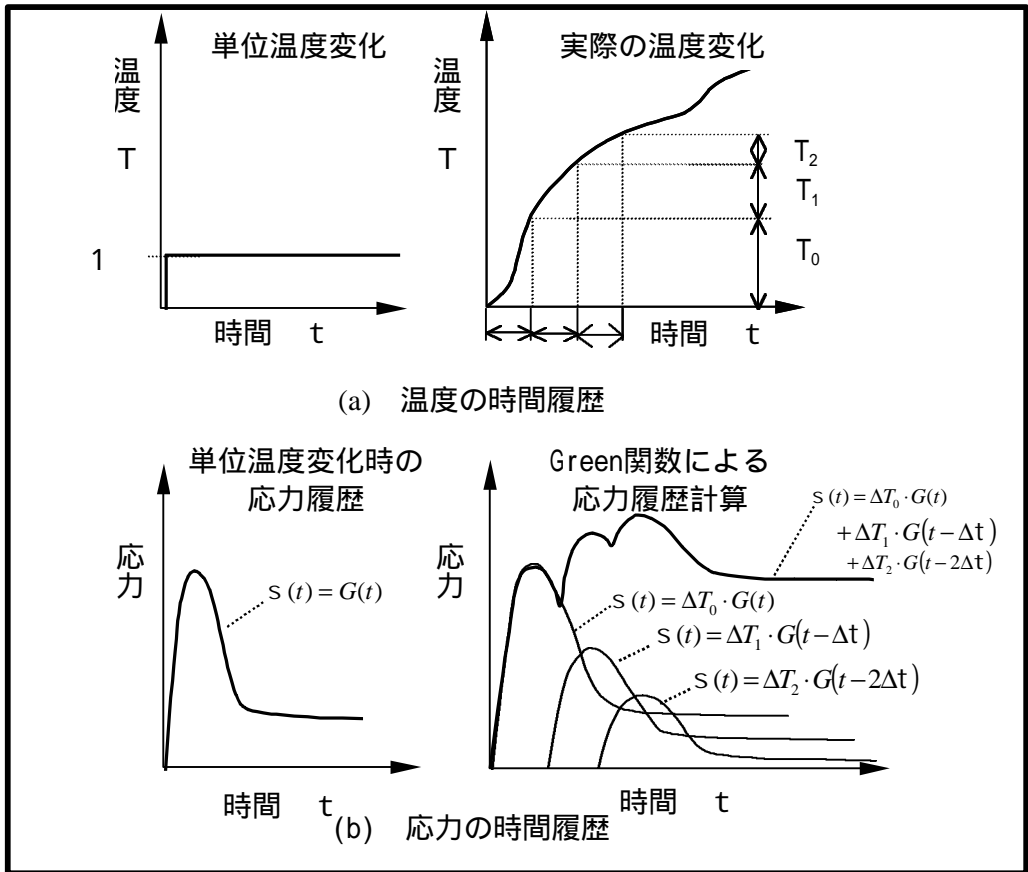 単位温度変化
実際の温度変化
温度
T
1
時間 t
温度
T
T₂
T₁
T₀
時間 t
(a) 温度の時間履歴
単位温度変化時の
応力履歴
応力
s(t) = G(t)
時間 t
Green関数による
応力履歴計算
応力
s(t) = ΔT₀·G(t)
+ ΔT₁·G(t−Δt)
+ ΔT₂·G(t−2Δt)
s(t) = ΔT₀·G(t)
s(t) = ΔT₁·G(t−Δt)
s(t) = ΔT₂·G(t−2Δt)
時間 t
(b) 応力の時間履歴